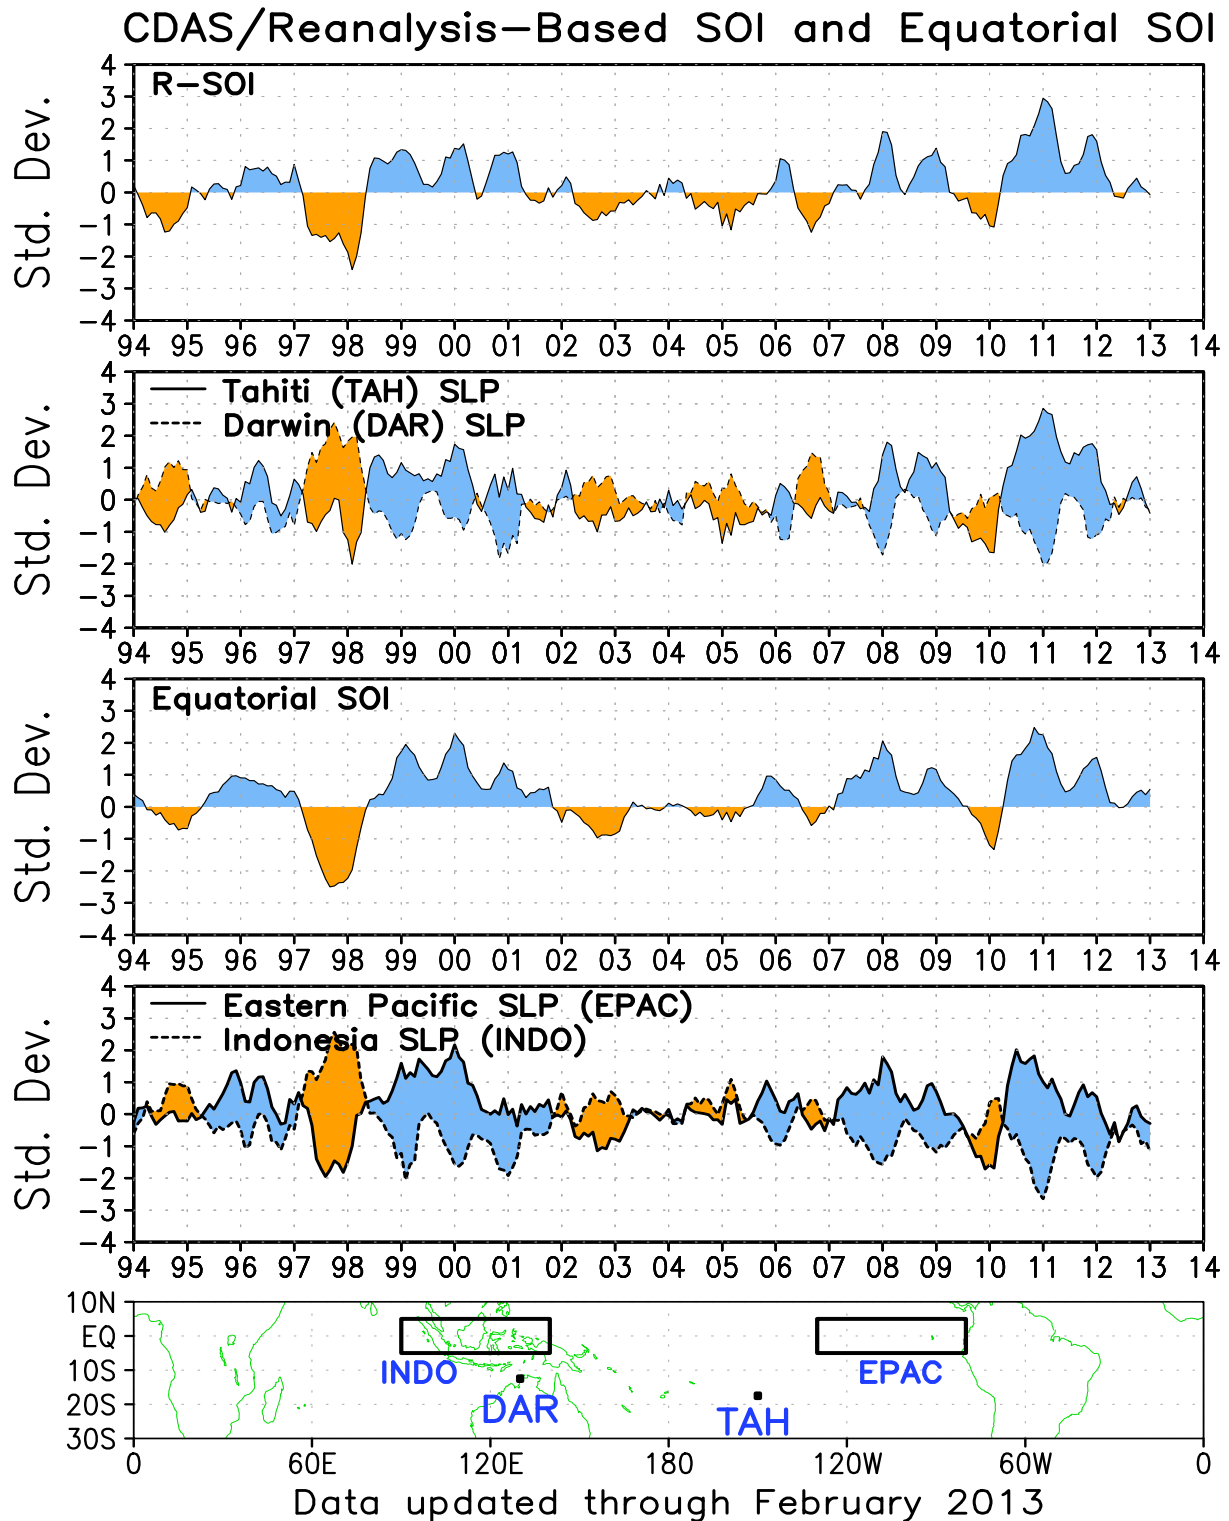 CDAS/Reanalysis-Based SOI and Equatorial SOI
R-SOI
Std. Dev.
4
3
2
1
0
-1
-2
-3
-4
94 95 96 97 98 99 00 01 02 03 04 05 06 07 08 09 10 11 12 13 14
Tahiti (TAH) SLP
Darwin (DAR) SLP
Std. Dev.
4
3
2
1
0
-1
-2
-3
-4
94 95 96 97 98 99 00 01 02 03 04 05 06 07 08 09 10 11 12 13 14
Equatorial SOI
Std. Dev.
4
3
2
1
0
-1
-2
-3
-4
94 95 96 97 98 99 00 01 02 03 04 05 06 07 08 09 10 11 12 13 14
Eastern Pacific SLP (EPAC)
Indonesia SLP (INDO)
Std. Dev.
4
3
2
1
0
-1
-2
-3
-4
94 95 96 97 98 99 00 01 02 03 04 05 06 07 08 09 10 11 12 13 14
10N
EQ
10S
20S
30S
INDO
EPAC
DAR
TAH
0 60E 120E 180 120W 60W 0
Data updated through February 2013